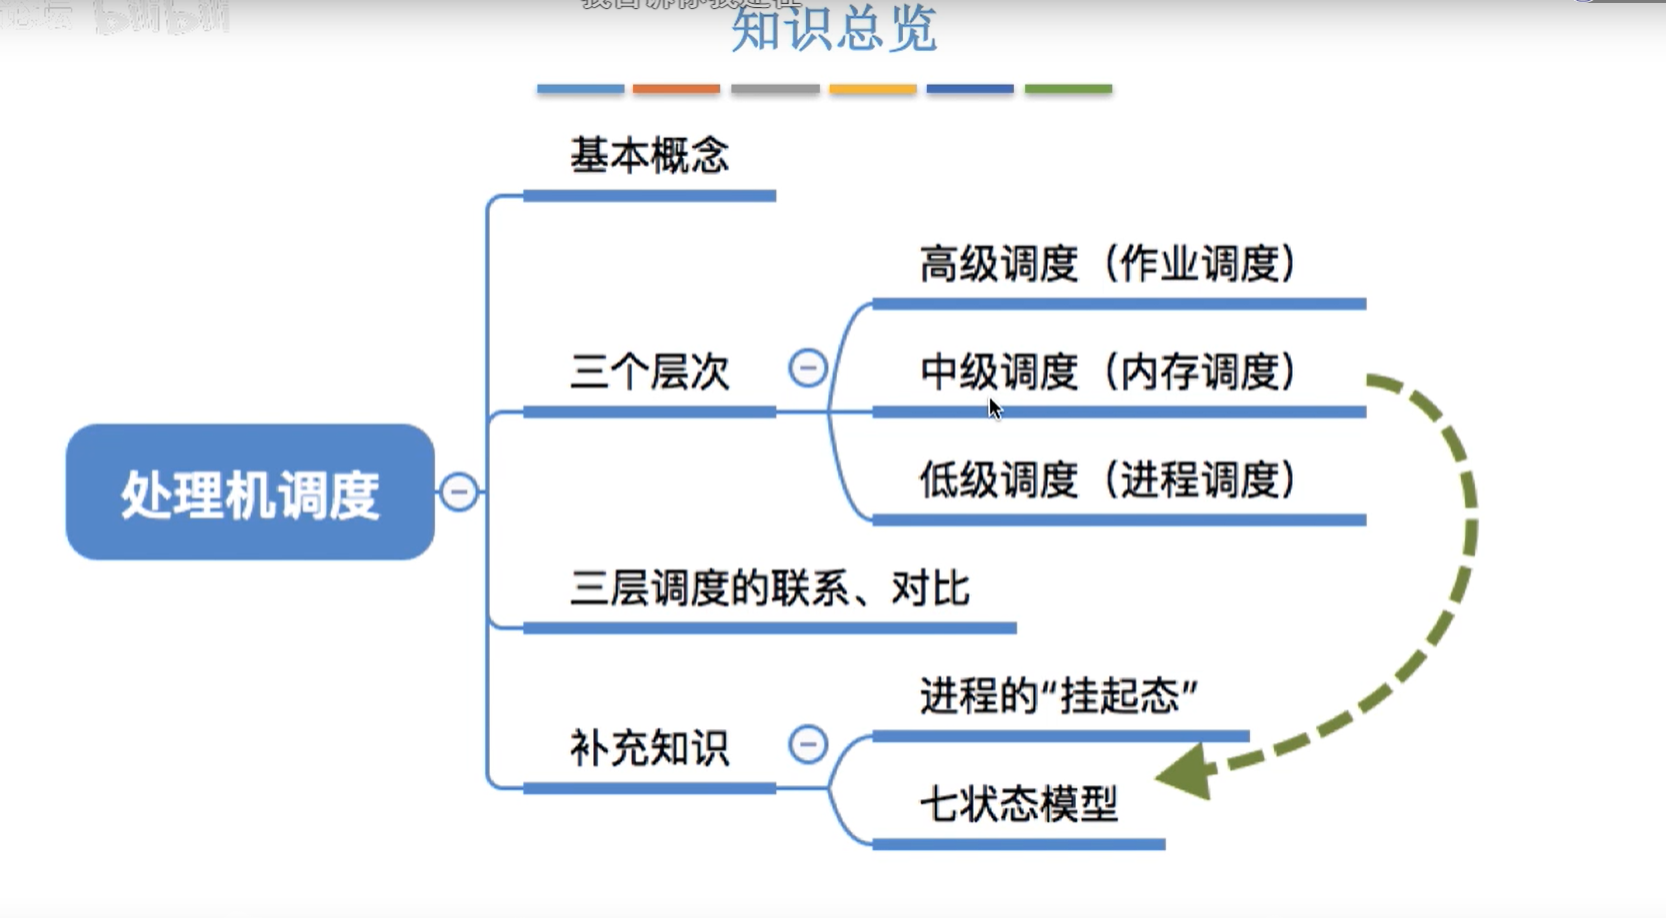 bilibili
知识总览
基本概念
高级调度（作业调度）
三个层次
中级调度（内存调度）
低级调度（进程调度）
处理机调度
三层调度的联系、对比
进程的“挂起态”
补充知识
七状态模型